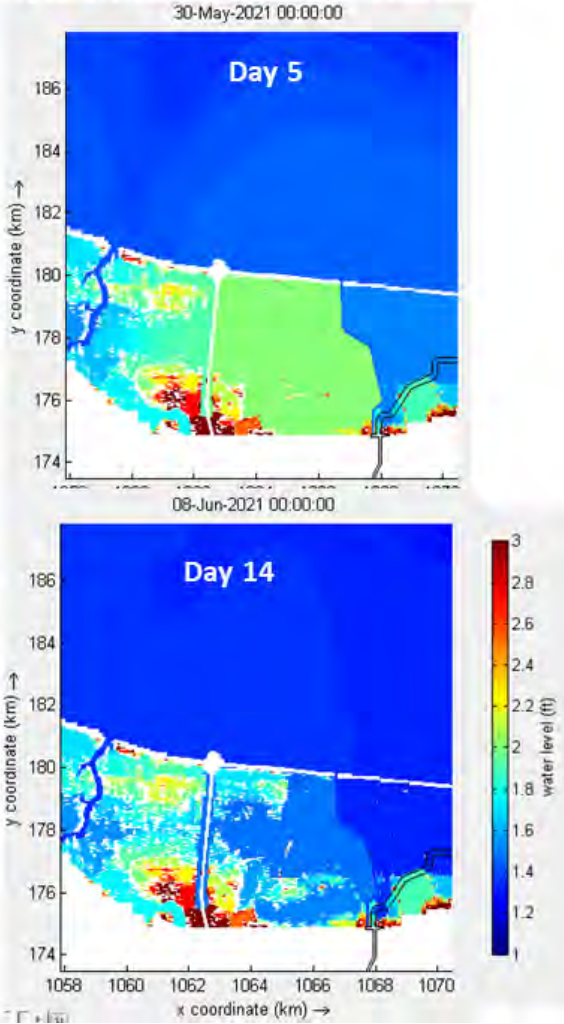 30-May-2021 00:00:00
Day 5
186
184
182
180
178
176
174
y coordinate (km) →
08-Jun-2021 00:00:00
Day 14
186
184
182
180
178
176
174
y coordinate (km) →
1058 1060 1062 1064 1066 1068 1070
x coordinate (km) →
3
2.8
2.6
2.4
2.2
2
1.8
1.6
1.4
1.2
1
water level (ft)